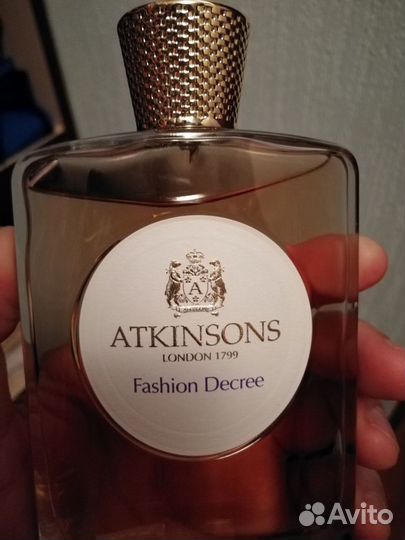 A
ATKINSONS
LONDON 1799
Fashion Decree
Avito